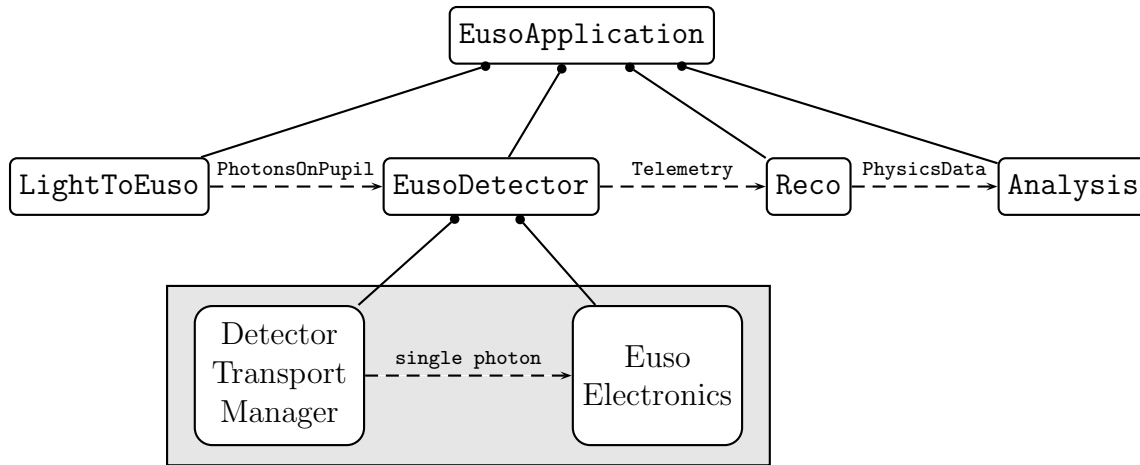 EusoApplication
PhotonsOnPupil
Telemetry
PhysicsData
LightToEuso
EusoDetector
Reco
Analysis
Detector
Transport
Manager
single photon
Euso
Electronics